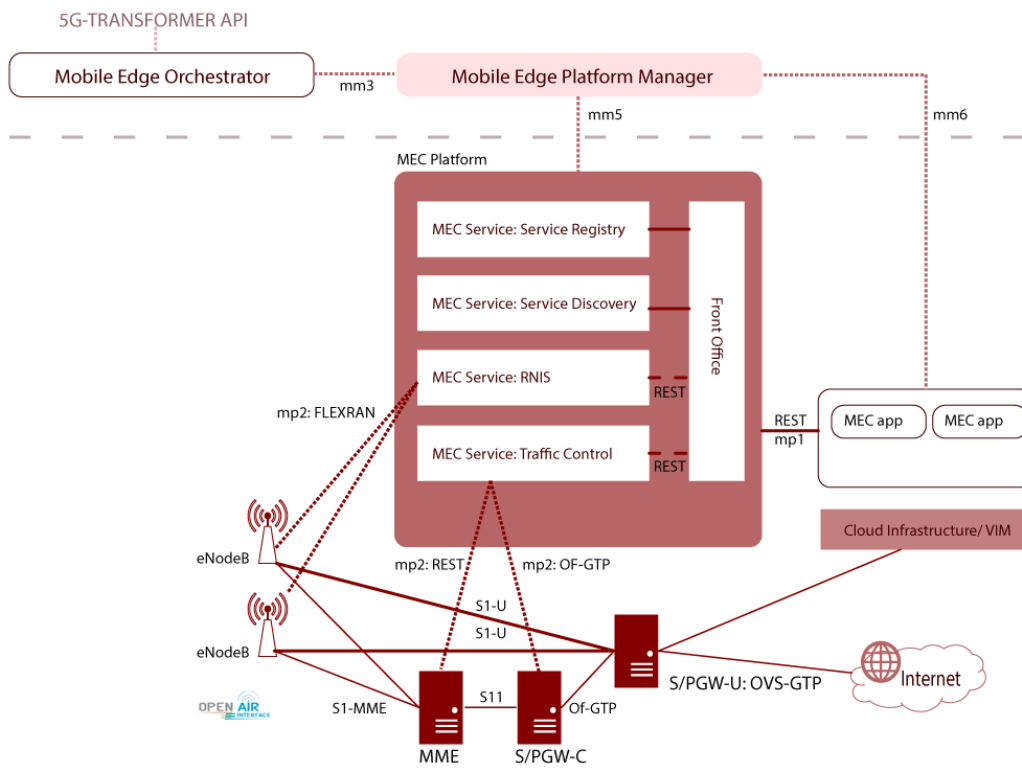 5G-TRANSFORMER API
Mobile Edge Orchestrator
mm3
Mobile Edge Platform Manager
mm5
mm6
MEC Platform
MEC Service: Service Registry
MEC Service: Service Discovery
MEC Service: RNIS
REST
MEC Service: Traffic Control
REST
Front Office
REST
mp1
MEC app
MEC app
Cloud Infrastructure/ VIM
mp2: FLEXRAN
mp2: REST
mp2: OF-GTP
eNodeB
eNodeB
S1-U
S1-U
S1-MME
S11
Of-GTP
MME
S/PGW-C
S/PGW-U: OVS-GTP
Internet
OPEN AIR
INTERFACE